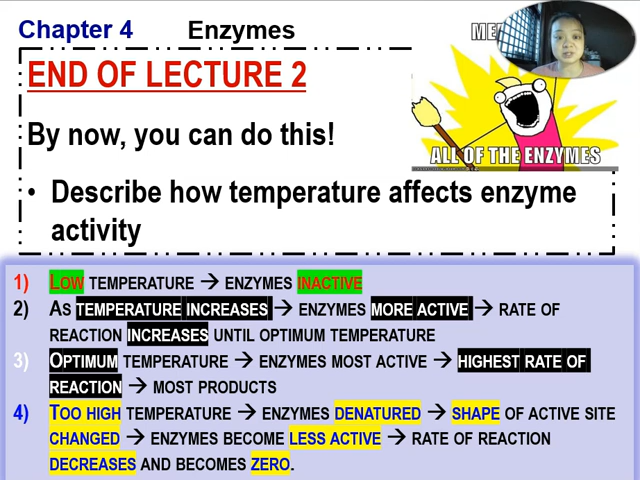 Chapter 4
Enzymes
ME
END OF LECTURE 2
ALL OF THE ENZYMES
By now, you can do this!
• Describe how temperature affects enzyme
activity
1) LOW TEMPERATURE → ENZYMES INACTIVE
2) AS TEMPERATURE INCREASES → ENZYMES MORE ACTIVE → RATE OF
REACTION INCREASES UNTIL OPTIMUM TEMPERATURE
3) OPTIMUM TEMPERATURE → ENZYMES MOST ACTIVE → HIGHEST RATE OF
REACTION → MOST PRODUCTS
4) TOO HIGH TEMPERATURE → ENZYMES DENATURED → SHAPE OF ACTIVE SITE
CHANGED → ENZYMES BECOME LESS ACTIVE → RATE OF REACTION
DECREASES AND BECOMES ZERO.